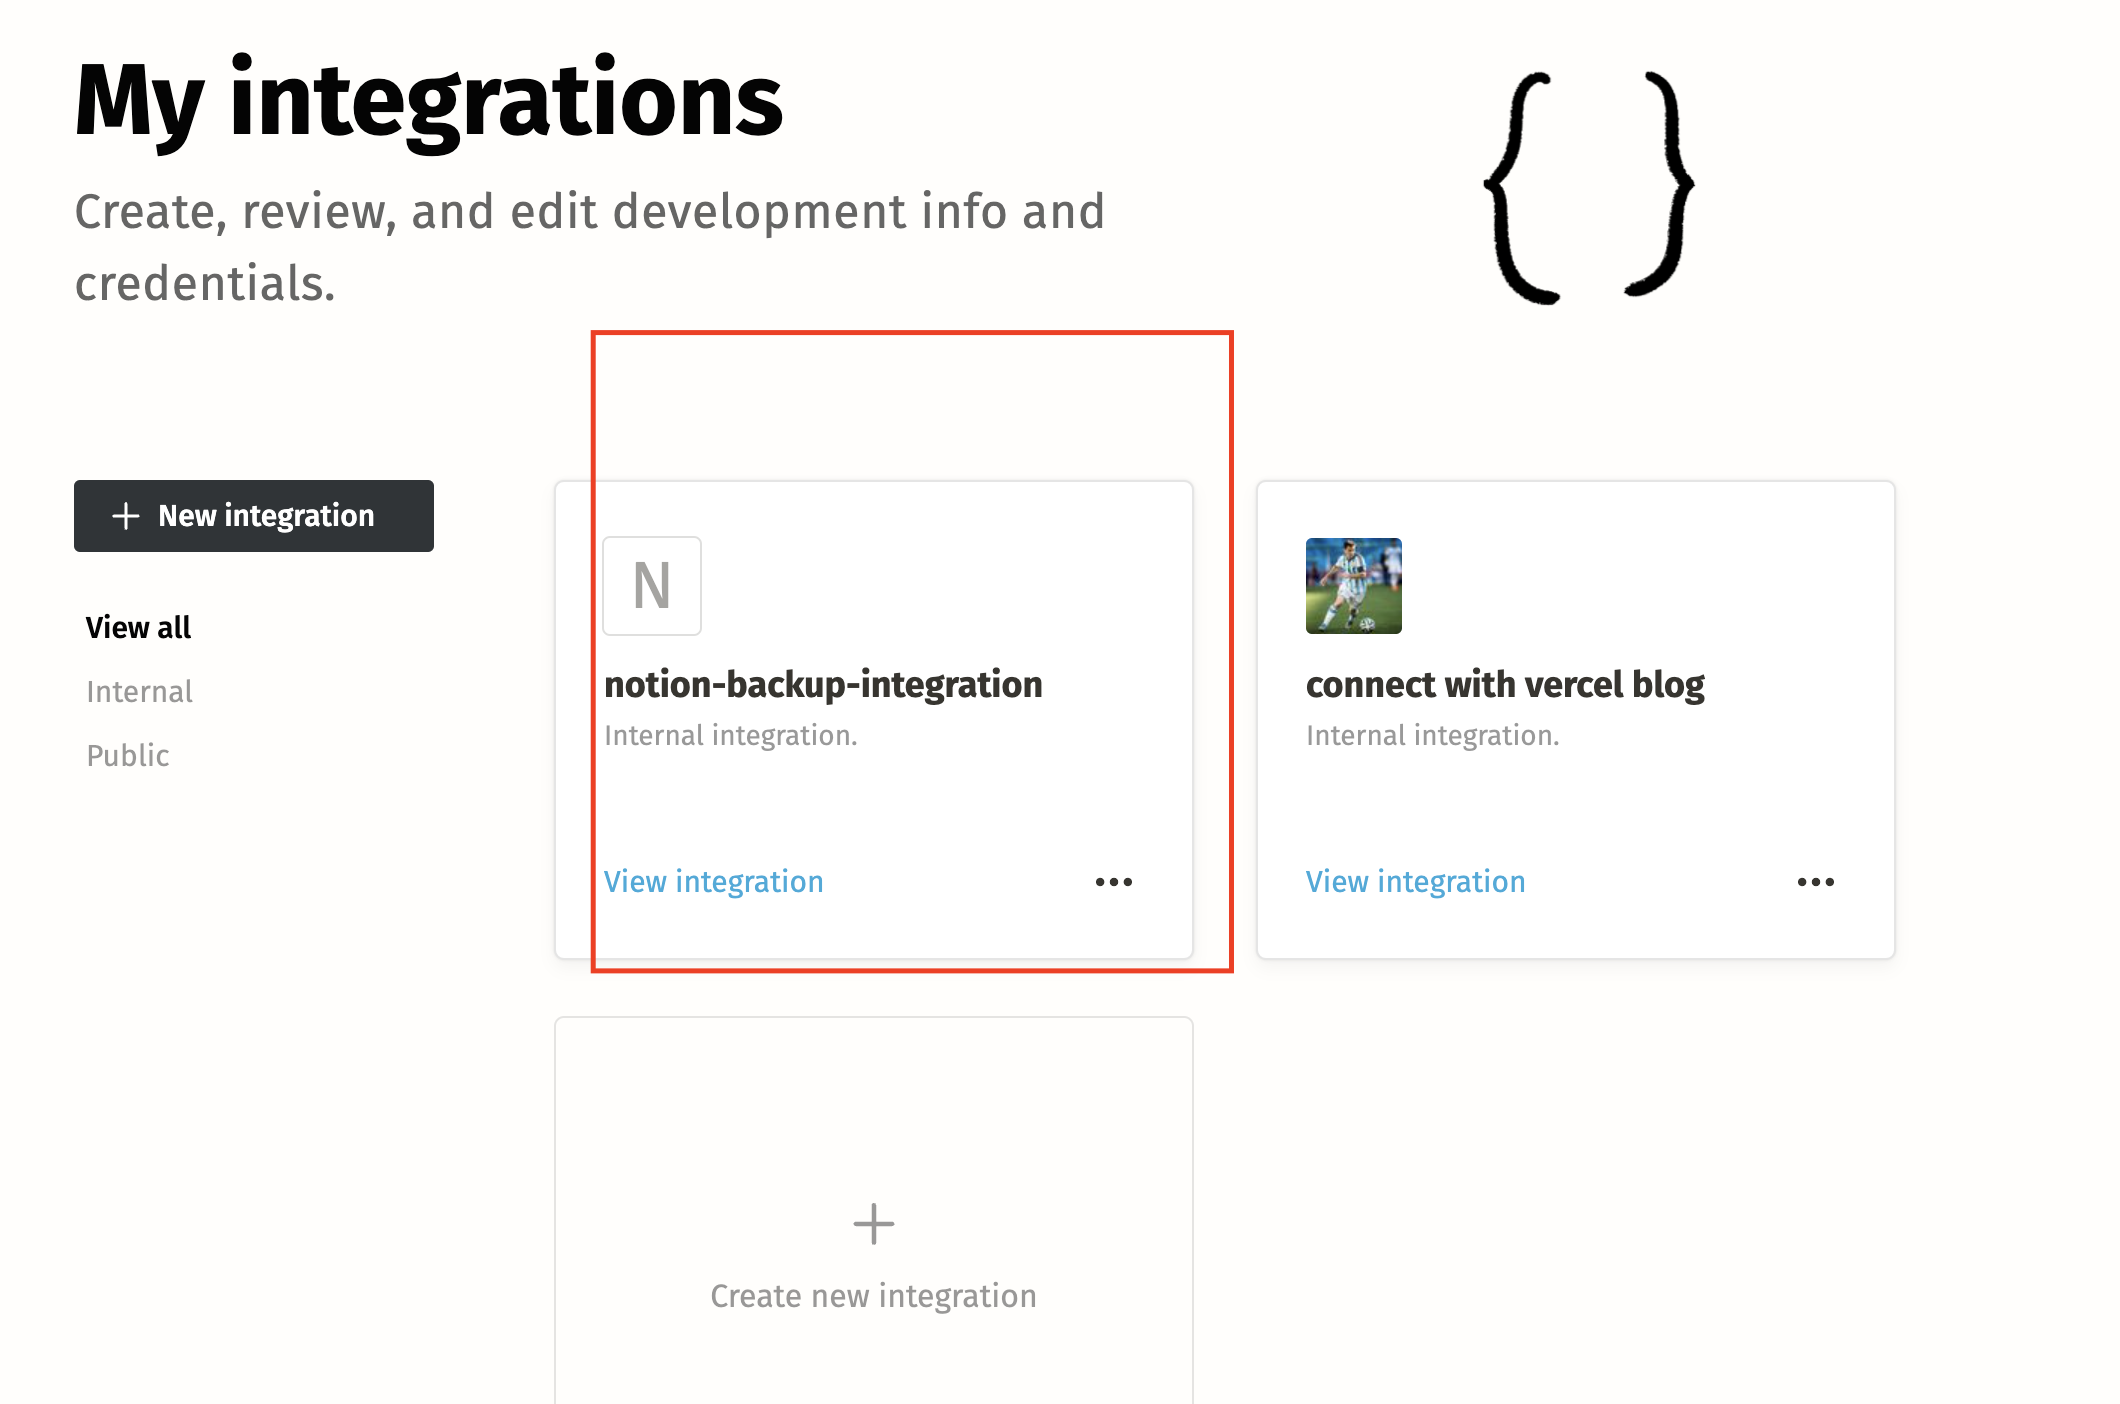 My integrations
Create, review, and edit development info and
credentials.
{ }
New integration
View all
Internal
Public
N
notion-backup-integration
Internal integration.
View integration
connect with vercel blog
Internal integration.
View integration
Create new integration